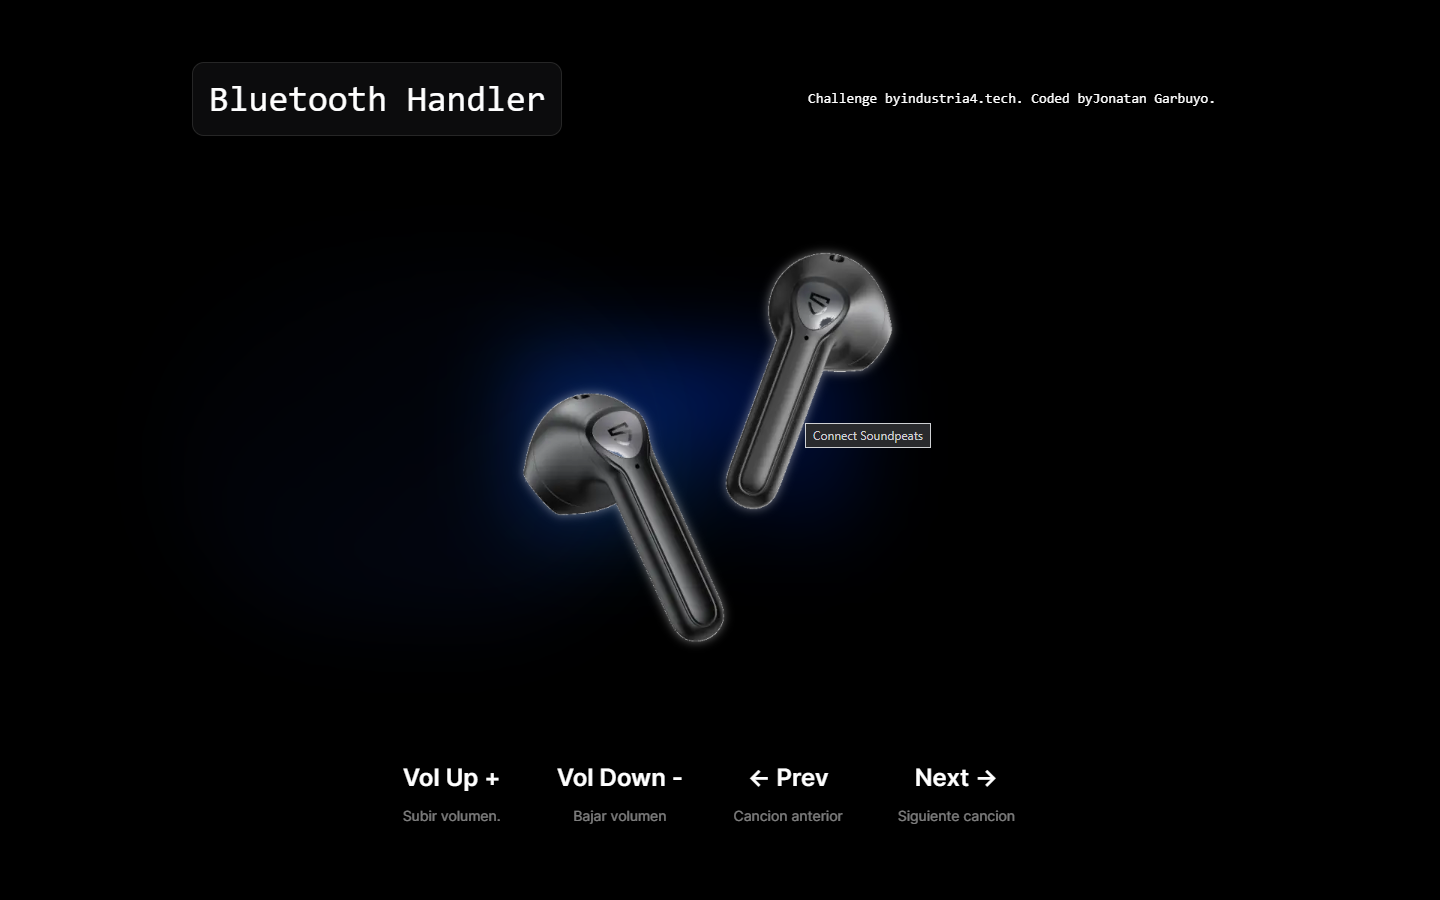 Bluetooth Handler
Challenge byindustria4.tech. Coded byJonatan Garbuyo.
Connect Soundpeats
Vol Up +
Vol Down -
← Prev
Next →
Subir volumen.
Bajar volumen
Cancion anterior
Siguiente cancion